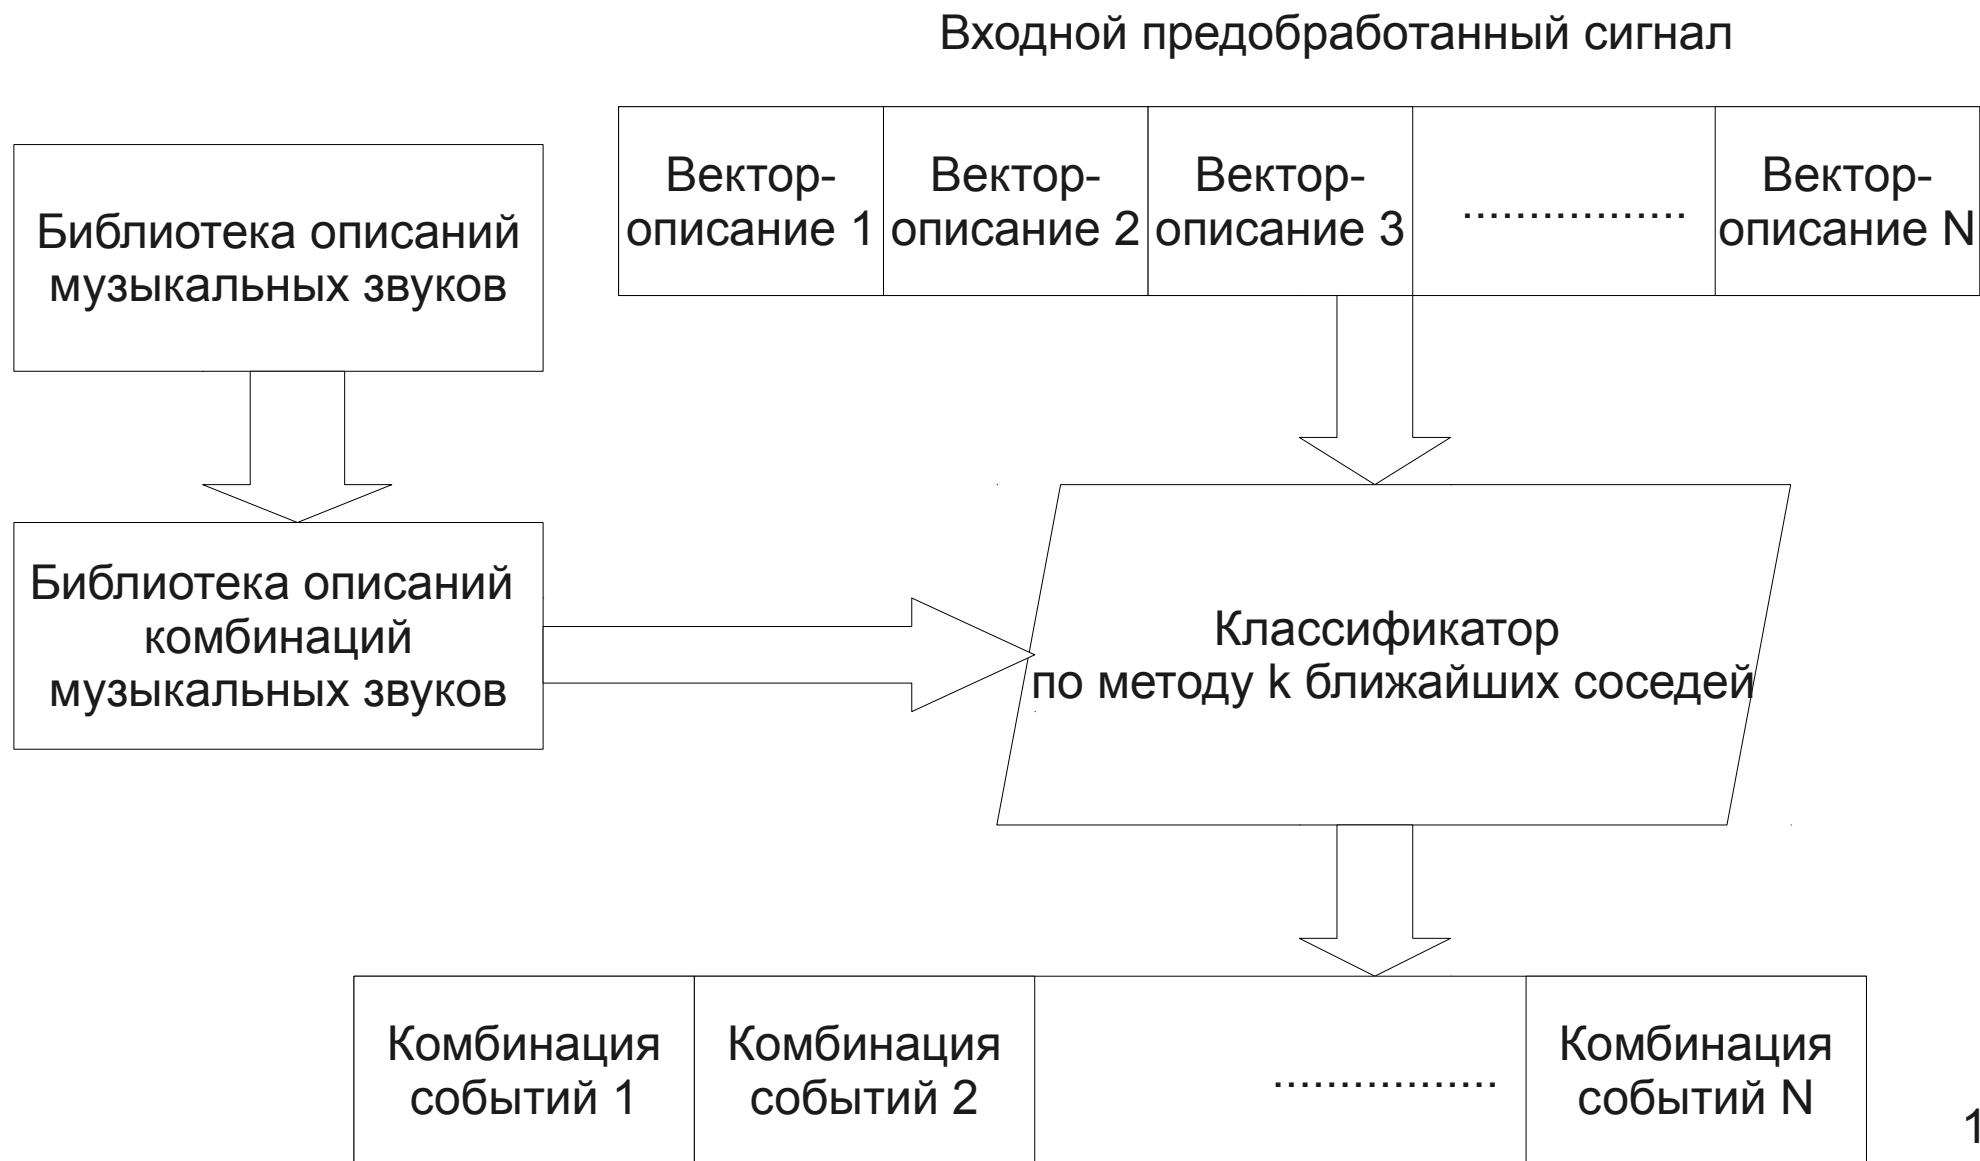 Входной предобработанный сигнал
Библиотека описаний
музыкальных звуков
Вектор-
описание 1
Вектор-
описание 2
Вектор-
описание 3
.................
Вектор-
описание N
Библиотека описаний
комбинаций
музыкальных звуков
Классификатор
по методу k ближайших соседей
Комбинация
событий 1
Комбинация
событий 2
.................
Комбинация
событий N
1